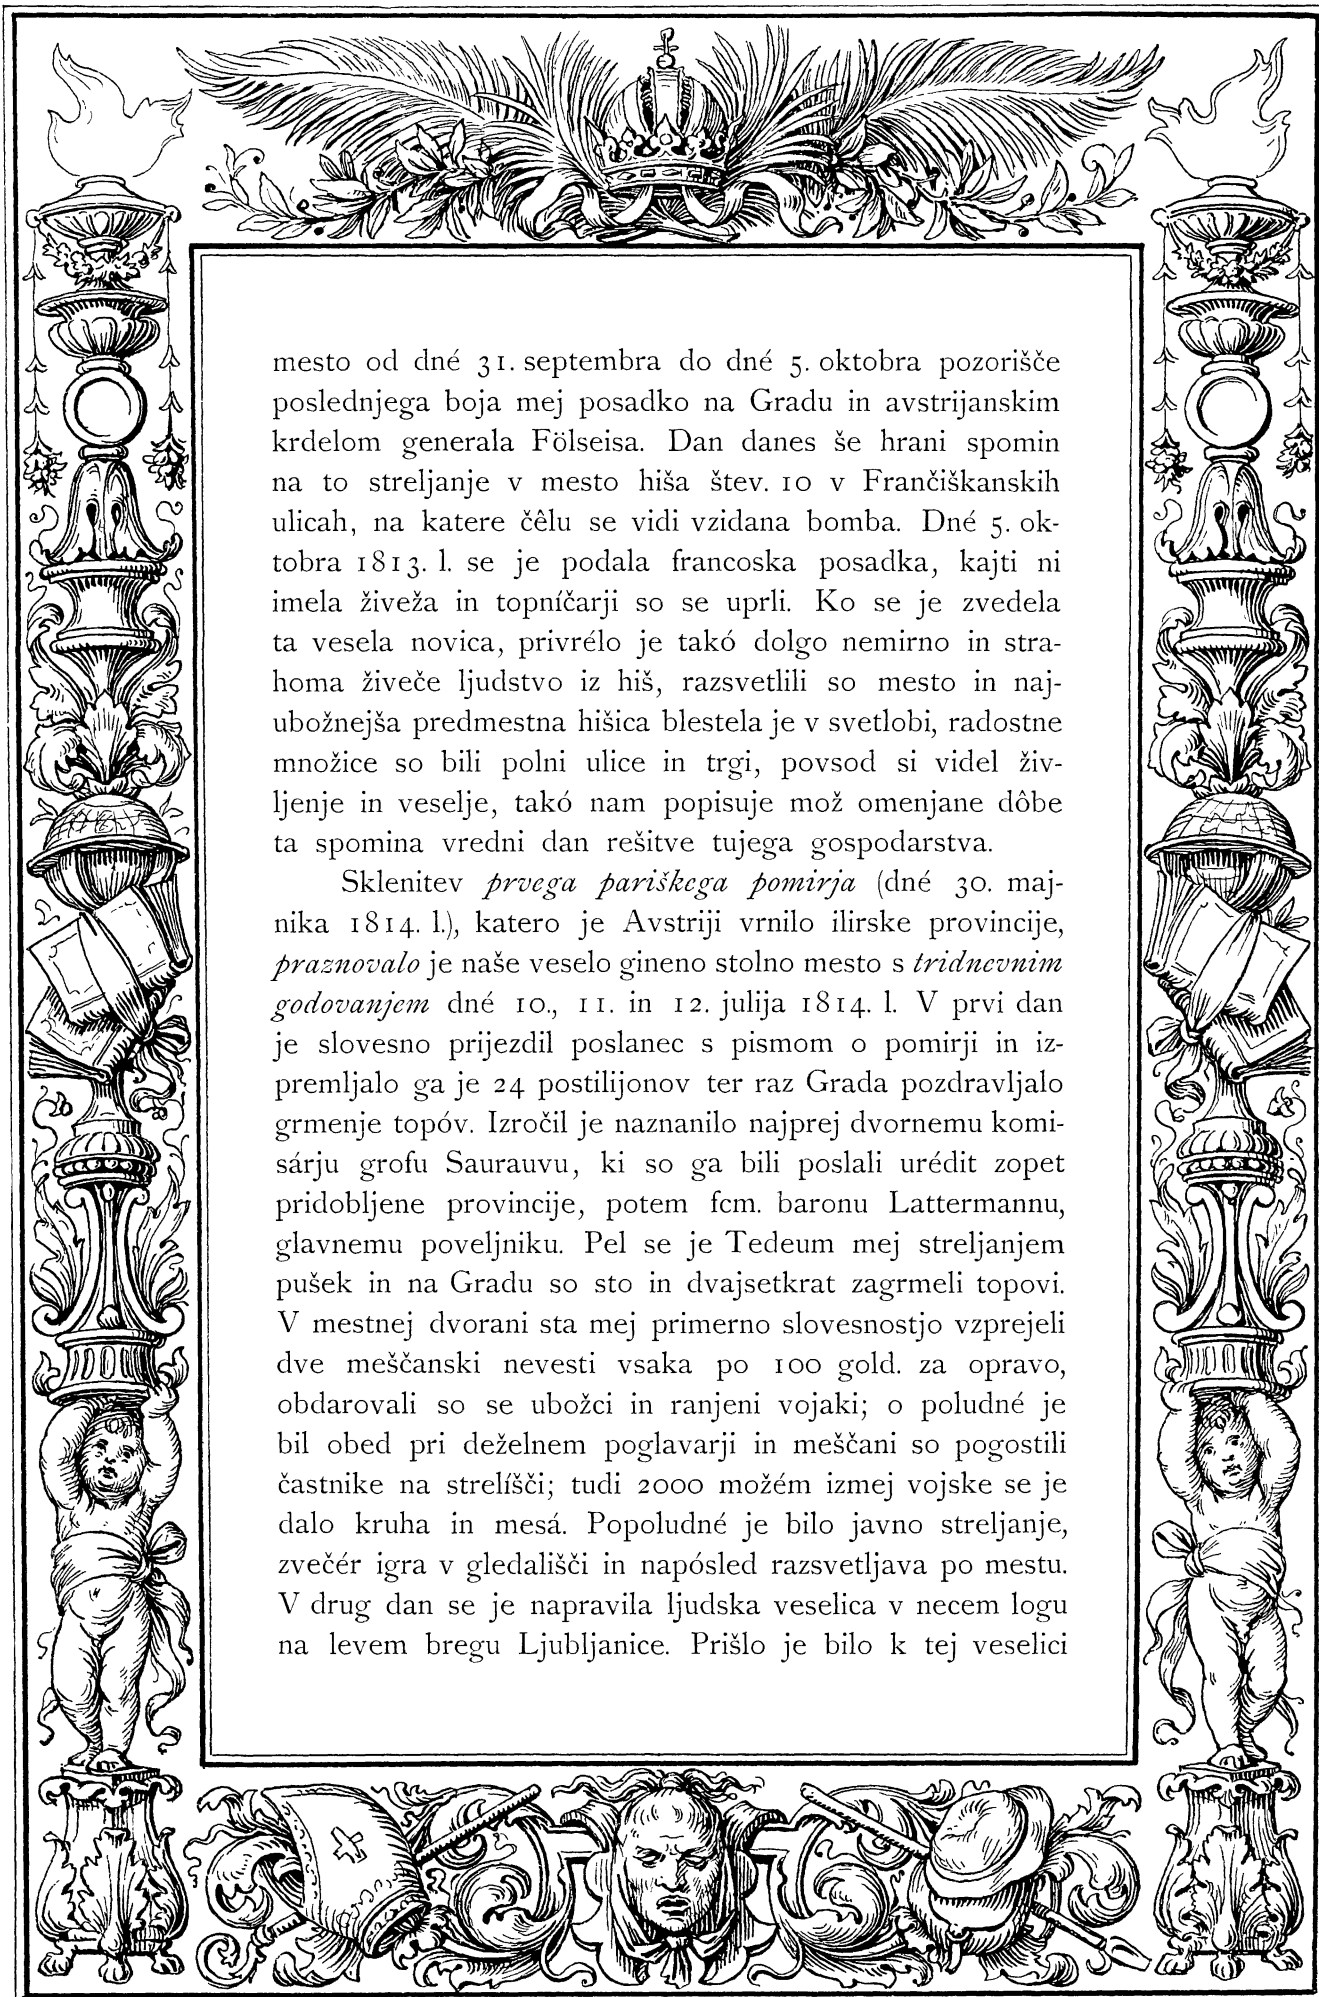 mesto od dné 31. septembra do dné 5. oktobra pozorišče
poslednjega boja mej posadko na Gradu in avstrijanskim
krdelom generala Fölseisa. Dan danes še hrani spomin
na to streljanje v mesto hiša štev. 10 v Frančiškanskih
ulicah, na katere čêlu se vidi vzidana bomba. Dné 5. ok-
tobra 1813. l. se je podala francoska posadka, kajti ni
imela živeža in topníčarji so se uprli. Ko se je zvedela
ta vesela novica, privrélo je takó dolgo nemirno in stra-
homa živeče ljudstvo iz hiš, razsvetlili so mesto in naj-
ubožnejša predmestna hišica blestela je v svetlobi, radostne
množice so bili polni ulice in trgi, povsod si videl živ-
ljenje in veselje, takó nam popisuje mož omenjane dôbe
ta spomina vredni dan rešitve tujega gospodarstva.
Sklenitev prvega pariškega pomirja (dné 30. maj-
nika 1814. l.), katero je Avstriji vrnilo ilirske provincije,
praznovalo je naše veselo gineno stolno mesto s tridnevnim
godovanjem dné 10., 11. in 12. julija 1814. l. V prvi dan
je slovesno prijezdil poslanec s pismom o pomirji in iz-
premljalo ga je 24 postilijonov ter raz Grada pozdravljalo
grmenje topóv. Izročil je naznanilo najprej dvornemu komi-
sárju grofu Saurauvu, ki so ga bili poslali urédit zopet
pridobljene provincije, potem fcm. baronu Lattermannu,
glavnemu poveljniku. Pel se je Tedeum mej streljanjem
pušek in na Gradu so sto in dvajsetkrat zagrmeli topovi.
V mestnej dvorani sta mej primerno slovesnostjo vzprejeli
dve meščanski nevesti vsaka po 100 gold. za opravo,
obdarovali so se ubožci in ranjeni vojaki; o poludné je
bil obed pri deželnem poglavarji in meščani so pogostili
častnike na strelíšči; tudi 2000 možém izmej vojske se je
dalo kruha in mesá. Popoludné je bilo javno streljanje,
zvečér igra v gledališči in napósled razsvetljava po mestu.
V drug dan se je napravila ljudska veselica v necem logu
na levem bregu Ljubljanice. Prišlo je bilo k tej veselici